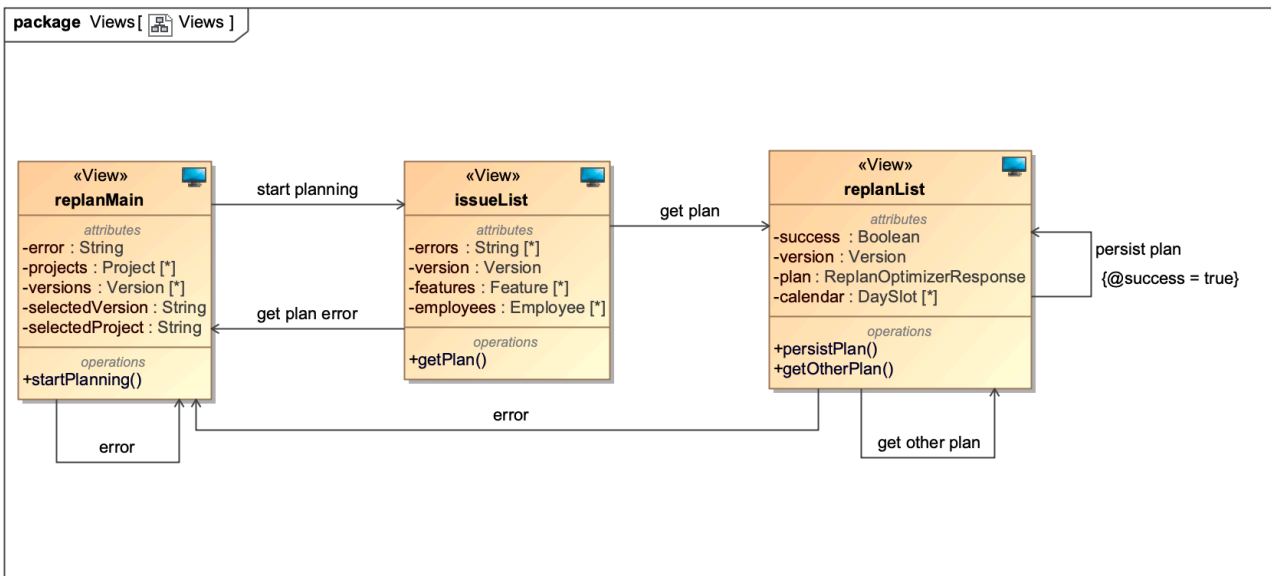 package Views[ Views ]
«View»
replanMain
attributes
-error : String
-projects : Project [*]
-versions : Version [*]
-selectedVersion : String
-selectedProject : String
operations
+startPlanning()
start planning
get plan error
error
«View»
issueList
attributes
-errors : String [*]
-version : Version
-features : Feature [*]
-employees : Employee [*]
operations
+getPlan()
get plan
error
«View»
replanList
attributes
-success : Boolean
-version : Version
-plan : ReplanOptimizerResponse
-calendar : DaySlot [*]
operations
+persistPlan()
+getOtherPlan()
persist plan
{@success = true}
get other plan